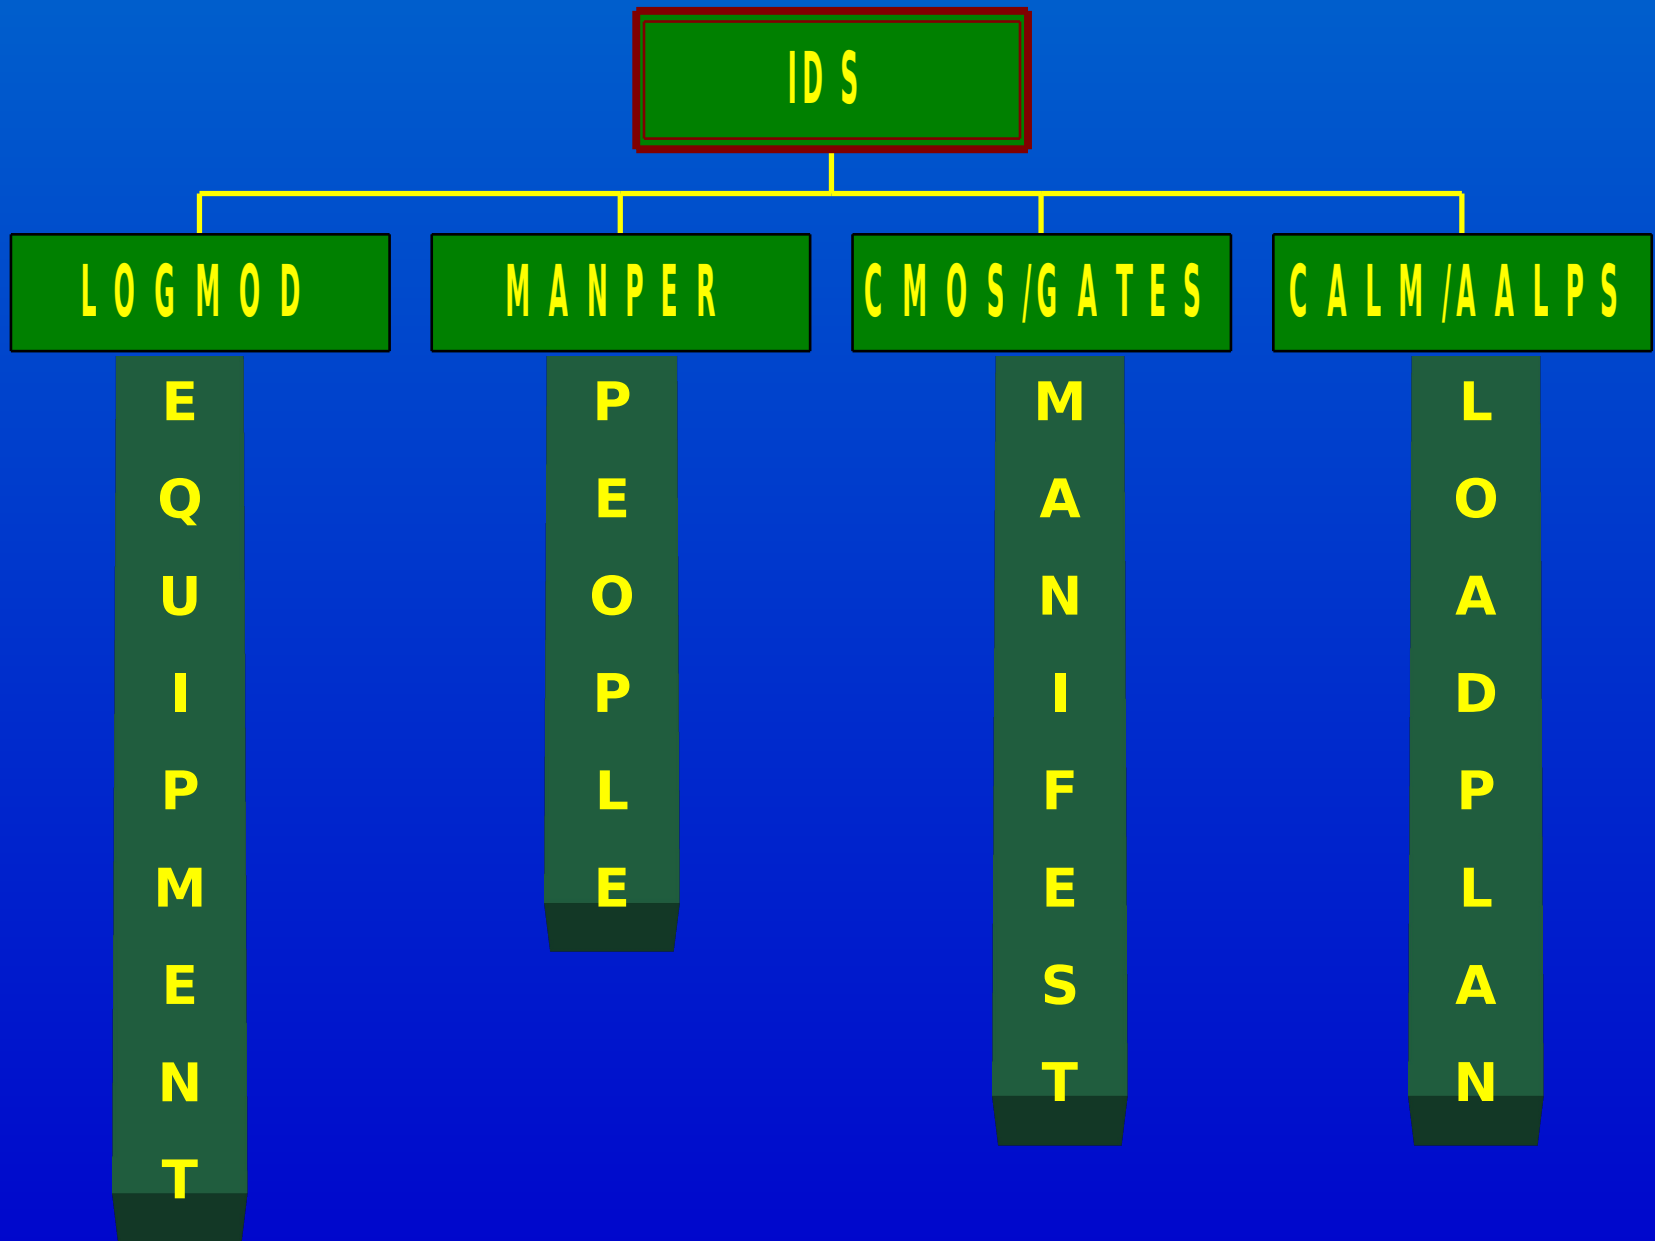 IDS
LOGMOD
MANPER
CMOS/GATES
CALM/AALPS
EQUIPMENT
PEOPLE
MANIFEST
LOADPLAN